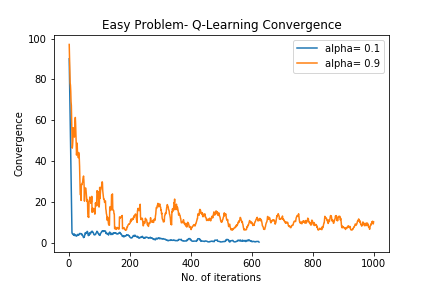 Easy Problem- Q-Learning Convergence
alpha= 0.1
alpha= 0.9
Convergence
100
80
60
40
20
0
0 200 400 600 800 1000
No. of iterations